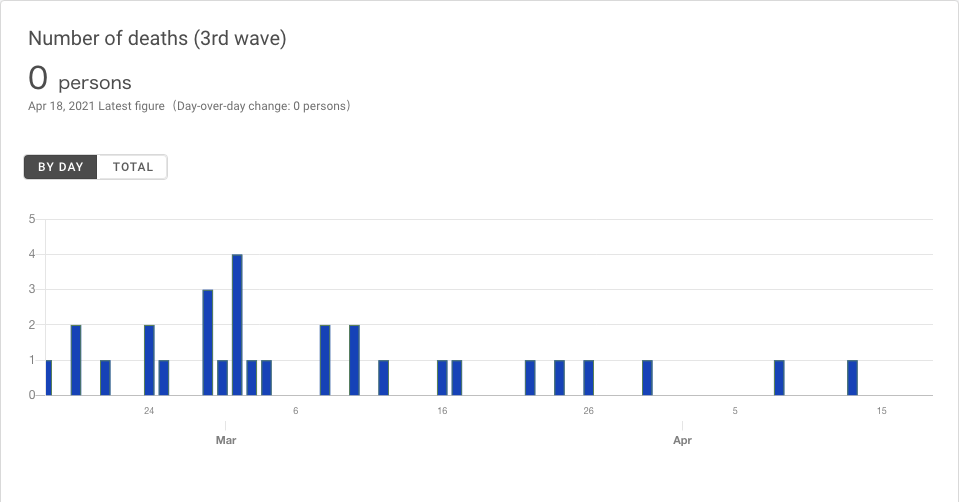 Number of deaths (3rd wave)
0 persons
Apr 18, 2021 Latest figure（Day-over-day change: 0 persons）
BY DAY TOTAL
5
4
3
2
1
0
24 6 16 26 5 15
Mar Apr